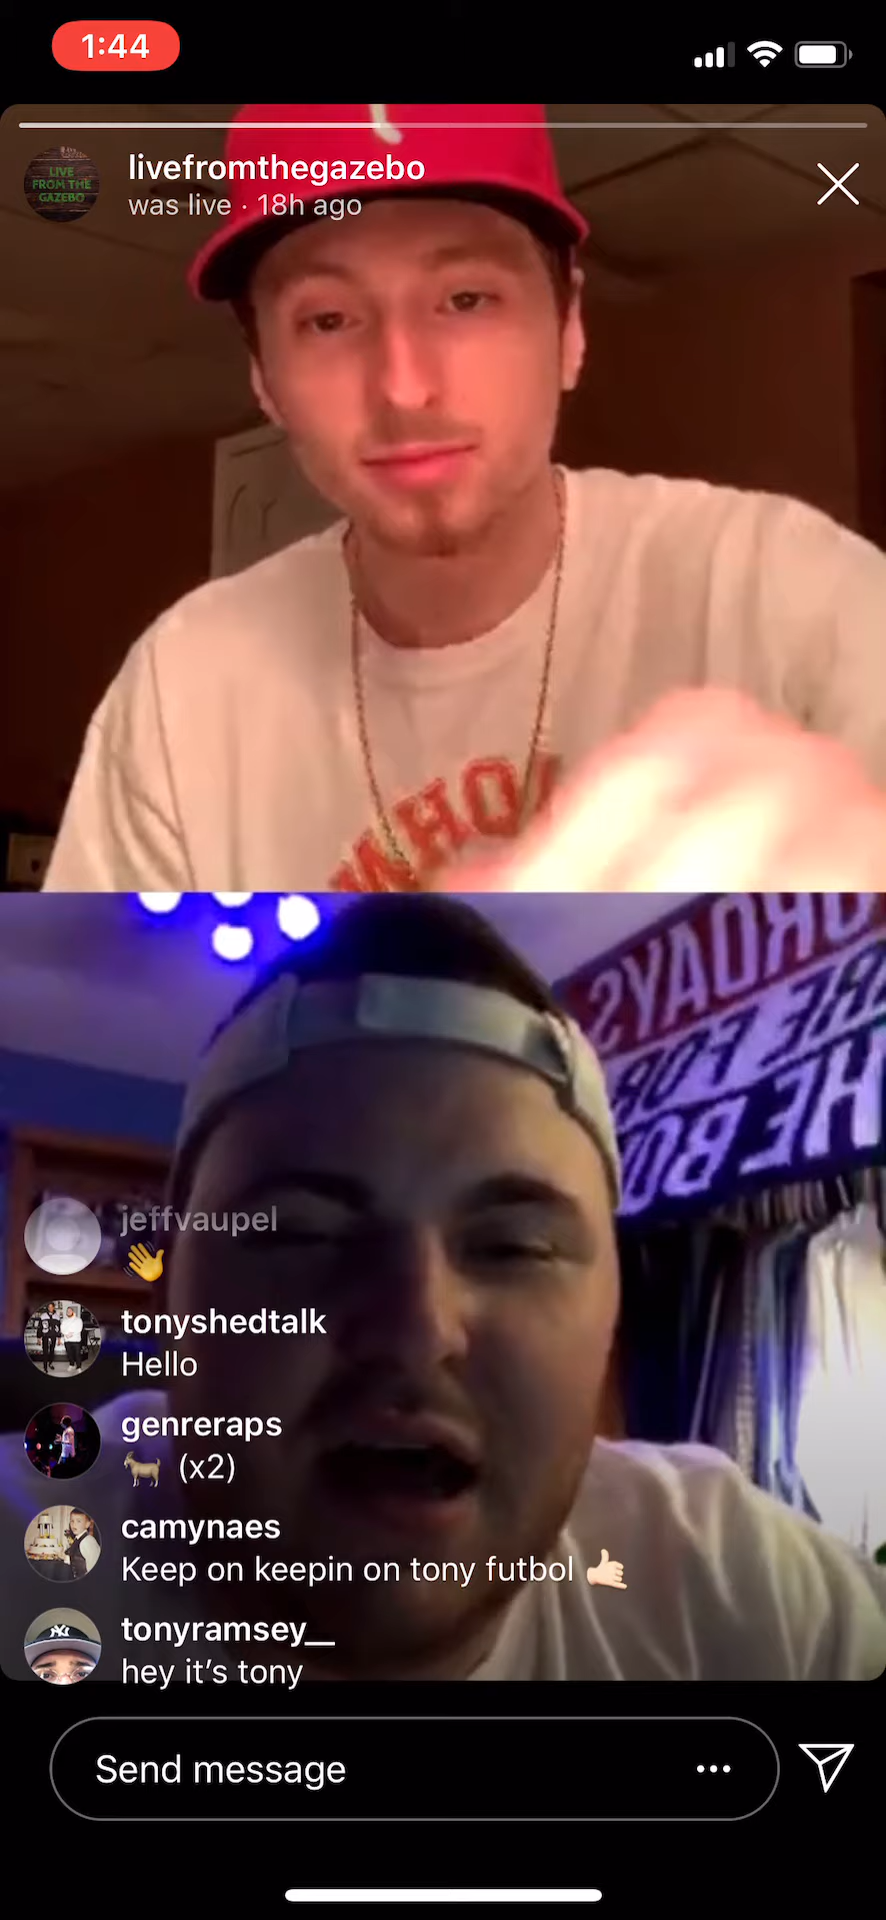 1:44
LIVE
FROM THE
GAZEBO
livefromthegazebo
was live · 18h ago
jeffvaupel
👋
tonyshedtalk
Hello
genreraps
🐐 (x2)
camynaes
Keep on keepin on tony futbol 🤙🏻
tonyramsey__
hey it's tony
Send message